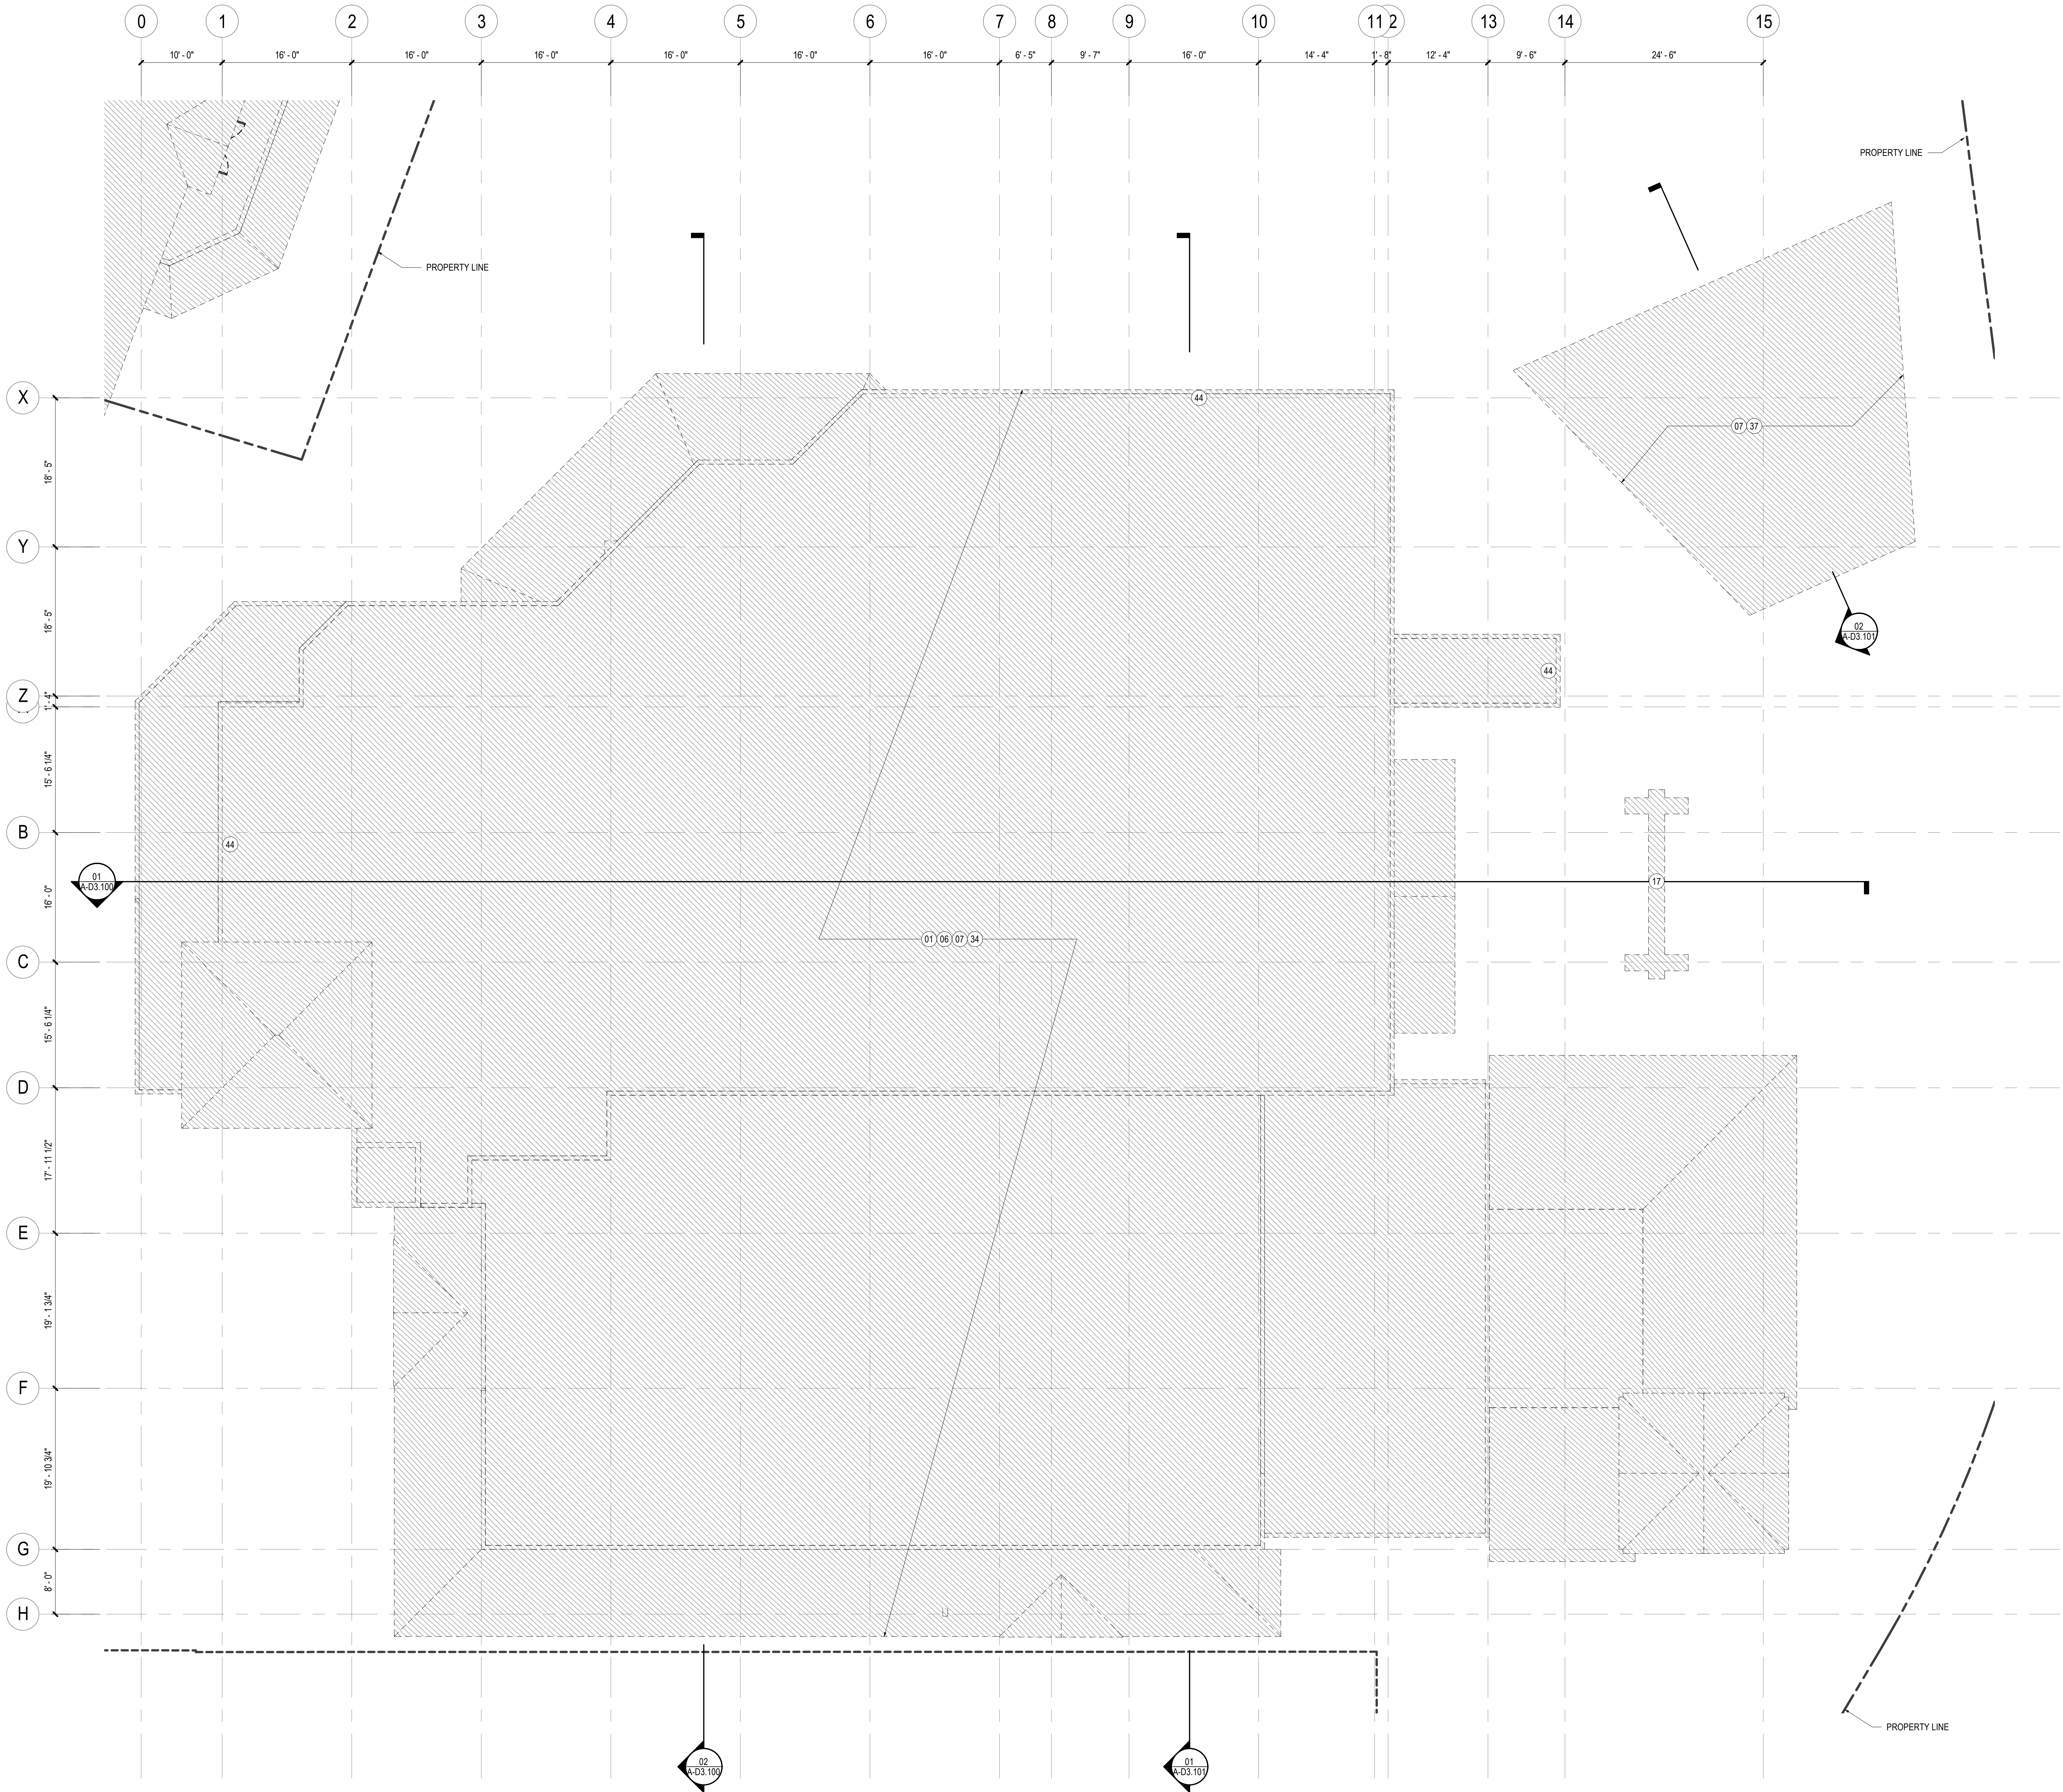 0 1 2 3 4 5 6 7 8 9 10 11 2 13 14 15
10' - 0" 16' - 0" 16' - 0" 16' - 0" 16' - 0" 16' - 0" 16' - 0" 6' - 5" 9' - 7" 16' - 0" 14' - 4" 1' - 8" 12' - 4" 9' - 6" 24' - 6"
PROPERTY LINE
PROPERTY LINE
X
44
07 37
18' - 5"
Y
18' - 5"
02
A-D3.101
44
Z
1' - 4"
15' - 6 1/4"
B
44
01
A-D3.100
17
16' - 0"
01 06 07 34
C
15' - 6 1/4"
D
17' - 11 1/2"
E
19' - 1 3/4"
F
19' - 10 3/4"
G
8' - 0"
H
PROPERTY LINE
02
A-D3.100
01
A-D3.101